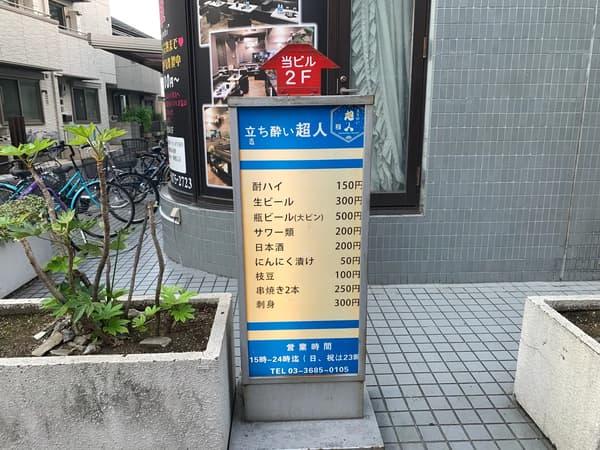 当ビル
2F
立ち酔い 超人
酎ハイ 150円
生ビール 300円
瓶ビール(大ビン) 500円
サワー類 200円
日本酒 200円
にんにく漬け 50円
枝豆 100円
串焼き2本 250円
刺身 300円
営業時間
15時-24時迄(日、祝は23時
TEL 03-3685-0105
2723